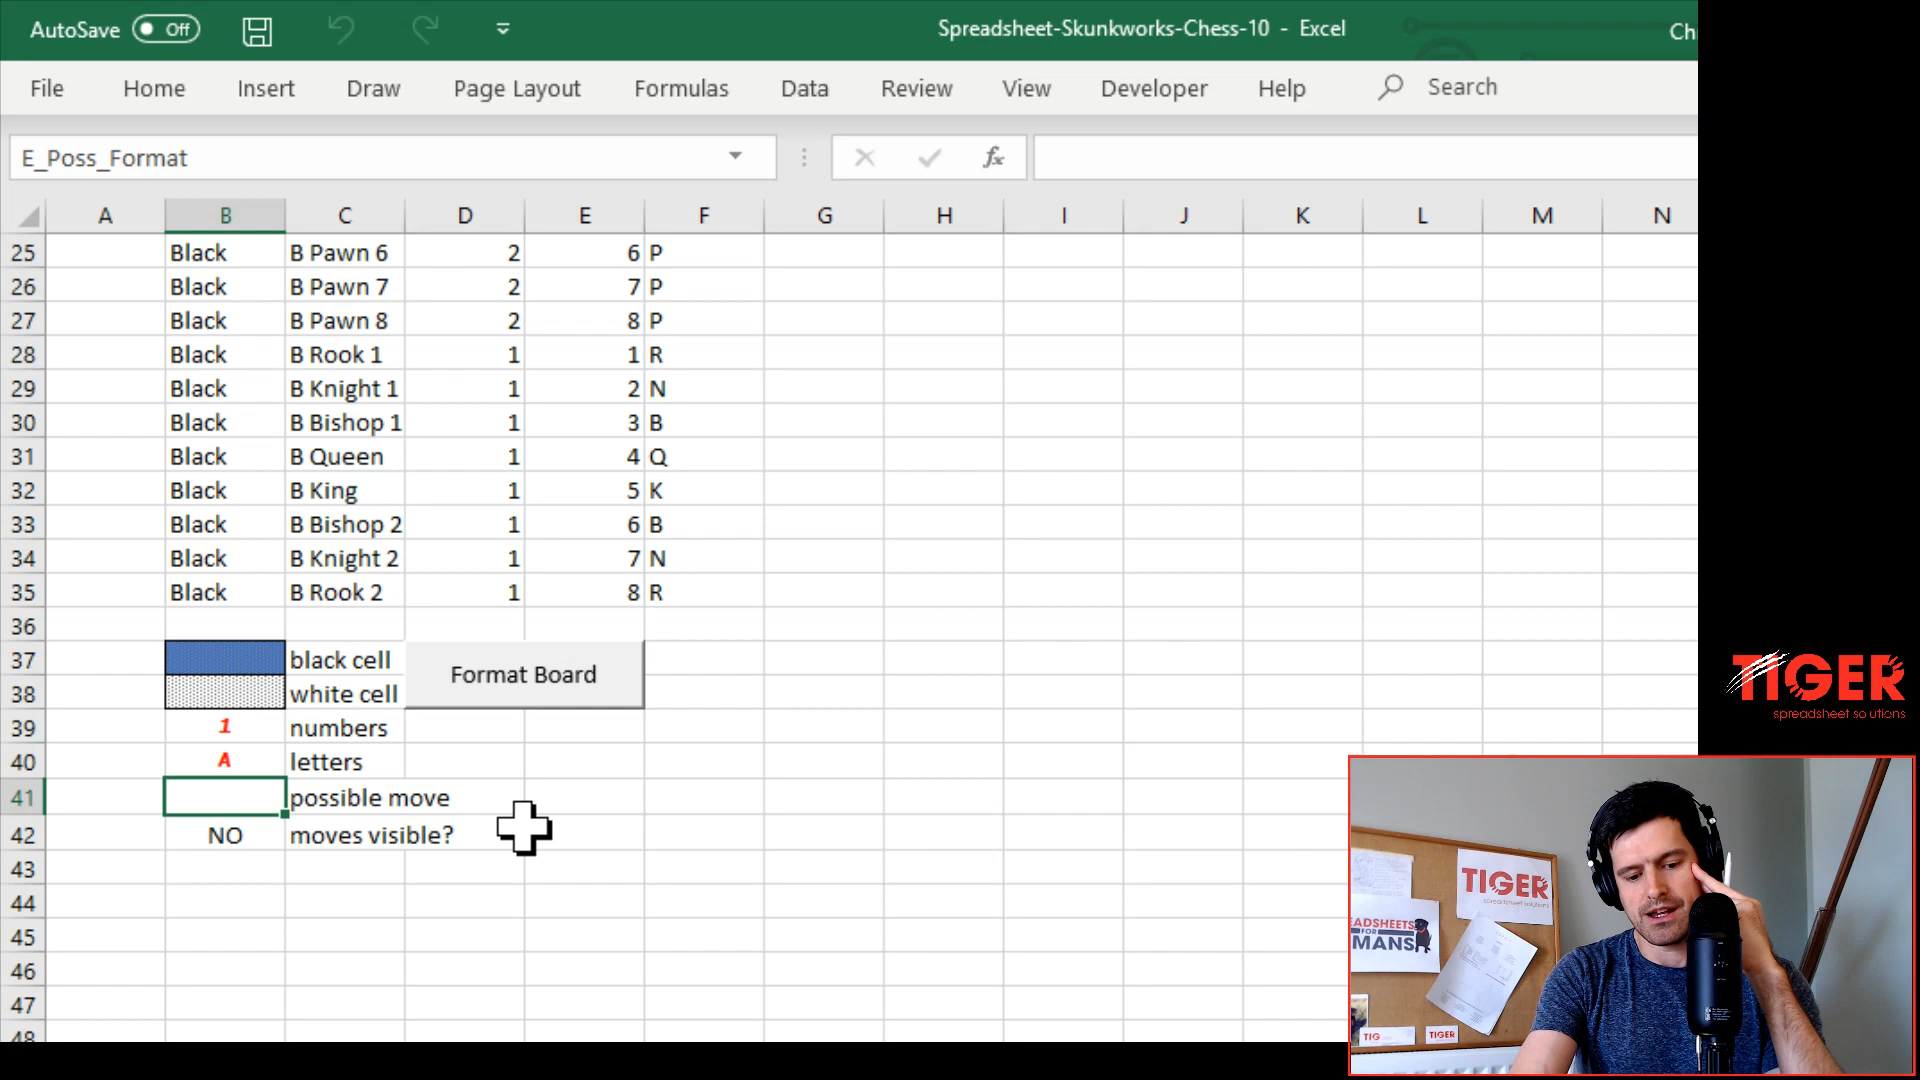 AutoSave Off Spreadsheet-Skunkworks-Chess-10 - Excel Ch
File Home Insert Draw Page Layout Formulas Data Review View Developer Help Search
E_Poss_Format fx
A B C D E F G H I J K L M N
25 Black B Pawn 6 2 6 P
26 Black B Pawn 7 2 7 P
27 Black B Pawn 8 2 8 P
28 Black B Rook 1 1 1 R
29 Black B Knight 1 1 2 N
30 Black B Bishop 1 1 3 B
31 Black B Queen 1 4 Q
32 Black B King 1 5 K
33 Black B Bishop 2 1 6 B
34 Black B Knight 2 1 7 N
35 Black B Rook 2 1 8 R
36
37 black cell
Format Board
38 white cell
39 1 numbers
40 A letters
41 possible move
42 NO moves visible?
43
44
45
46
47
48
TIGER
spreadsheet solutions
TIGER
spreadsheet solutions
EADSHEETS
FOR
MANS
TIG
TIGER